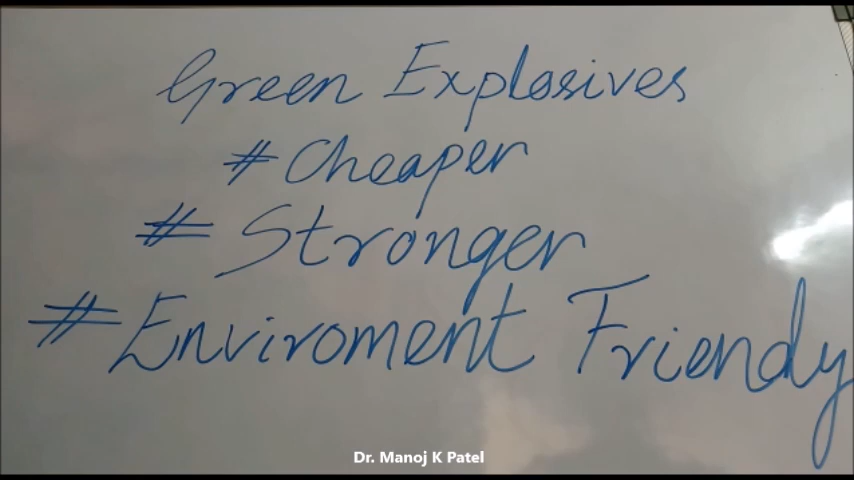 Green Explosives
# Cheaper
# Stronger
# Enviroment Friendy
Dr. Manoj K Patel